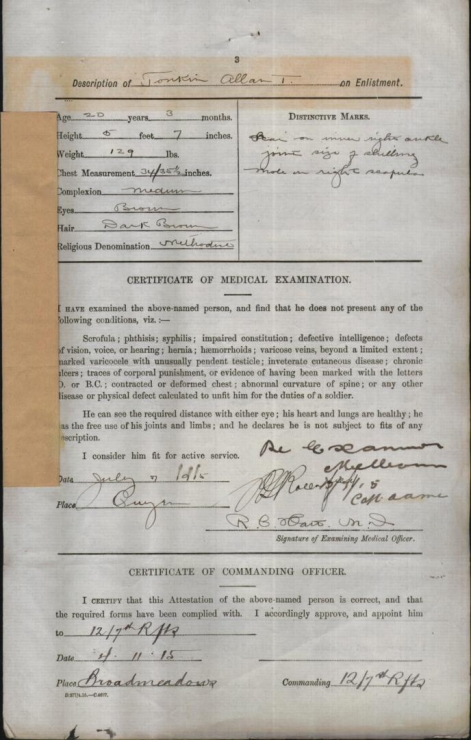 3
Description of Tonkin Allan T. on Enlistment.
Age 20 years 3 months.
Height 5 feet 7 inches.
Weight 129 lbs.
Chest Measurement 34/35½ inches.
Complexion Medium
Eyes Brown
Hair Dark Brown
Religious Denomination Methodist
DISTINCTIVE MARKS.
Scar on inner right ankle
joint size of shilling
mole on right scapula
CERTIFICATE OF MEDICAL EXAMINATION.
I HAVE examined the above-named person, and find that he does not present any of the
following conditions, viz. :—
Scrofula ; phthisis ; syphilis ; impaired constitution ; defective intelligence ; defects
of vision, voice, or hearing ; hernia ; hæmorrhoids ; varicose veins, beyond a limited extent ;
marked varicocele with unusually pendent testicle ; inveterate cutaneous disease ; chronic
ulcers ; traces of corporal punishment, or evidence of having been marked with the letters
D. or B.C. ; contracted or deformed chest ; abnormal curvature of spine ; or any other
disease or physical defect calculated to unfit him for the duties of a soldier.
He can see the required distance with either eye ; his heart and lungs are healthy ; he
has the free use of his joints and limbs ; and he declares he is not subject to fits of any
description.
I consider him fit for active service.
Date July 1915
Place
R. C. M.D.
Signature of Examining Medical Officer.
CERTIFICATE OF COMMANDING OFFICER.
I CERTIFY that this Attestation of the above-named person is correct, and that
the required forms have been complied with. I accordingly approve, and appoint him
to 12/7th Rfts
Date 4.11.15
Place Broadmeadows Commanding 12/7th Rfts